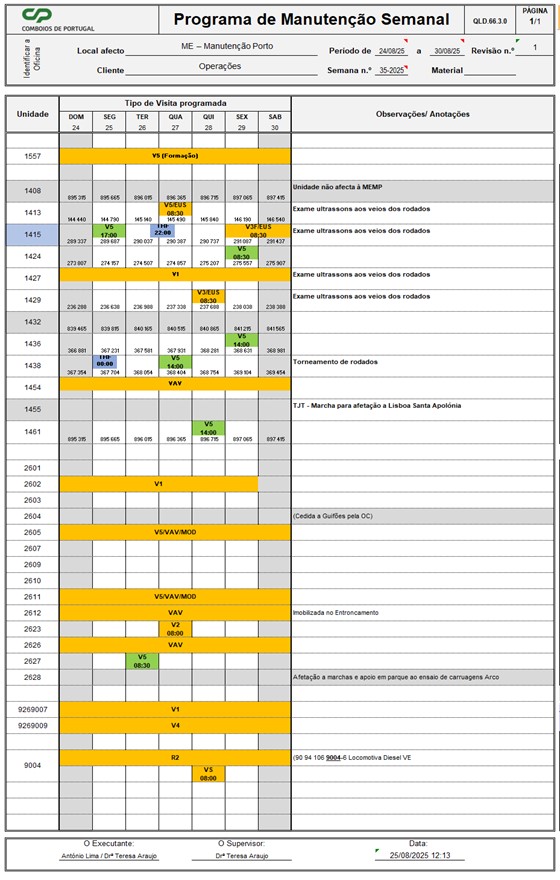 CP
COMBOIOS DE PORTUGAL
Programa de Manutenção Semanal
QLD.66.3.0
PÁGINA
1/1
Identificar a Oficina
Local afecto ME – Manutenção Porto Período de 24/08/25 a 30/08/25 Revisão n.º 1
Cliente Operações Semana n.º 35-2025 Material
Unidade Tipo de Visita programada Observações/ Anotações
DOM SEG TER QUA QUI SEX SAB
24 25 26 27 28 29 30
1557 V5 (Formação)
1408 Unidade não afecta à MEMP
895 315 895 665 896 015 896 365 896 715 897 065 897 415
1413 V5/EUS 08:30 Exame ultrassons aos veios dos rodados
144 440 144 790 145 140 145 490 145 840 146 190 146 540
1415 V5 17:00 22:00 V3F/EUS 08:30 Exame ultrassons aos veios dos rodados
289 337 289 687 290 037 290 387 290 737 291 087 291 437
1424 V5 08:30
273 807 274 157 274 507 274 857 275 207 275 557 275 907
1427 V1 Exame ultrassons aos veios dos rodados
1429 V3/EUS 08:30 Exame ultrassons aos veios dos rodados
236 288 236 638 236 988 237 338 237 688 238 038 238 388
1432
839 465 839 815 840 165 840 515 840 865 841 215 841 565
1436 V5 14:00
366 881 367 231 367 581 367 931 368 281 368 631 368 981
1438 00:00 V5 14:00 Torneamento de rodados
367 354 367 704 368 054 368 404 368 754 369 104 369 454
1454 VAV
1455 TJT - Marcha para afetação a Lisboa Santa Apolónia
1461 V5 14:00
895 315 895 665 896 015 896 365 896 715 897 065 897 415
2601
2602 V1
2603
2604 (Cedida a Guifões pela OC)
2605 V5/VAV/MOD
2607
2609
2610
2611 V5/VAV/MOD
2612 VAV Imobilizada no Entroncamento
2623 V2 08:00
2626 VAV
2627 V5 08:30
2628 Afetação a marchas e apoio em parque ao ensaio de carruagens Arco
9269007 V1
9269009 V4
9004 R2 (90 94 106 9004-6 Locomotiva Diesel VE
V5 08:00
O Executante: O Supervisor: Data:
António Lima / Drª Teresa Araujo Drª Teresa Araujo 25/08/2025 12:13